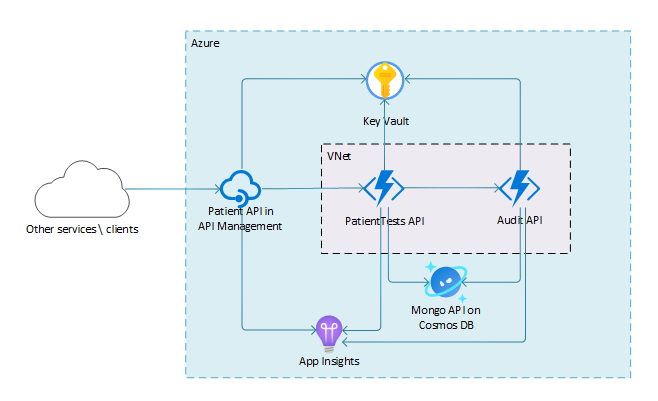 Azure
Key Vault
VNet
Patient API in
API Management
PatientTests API
Audit API
Other services\ clients
Mongo API on
Cosmos DB
App Insights